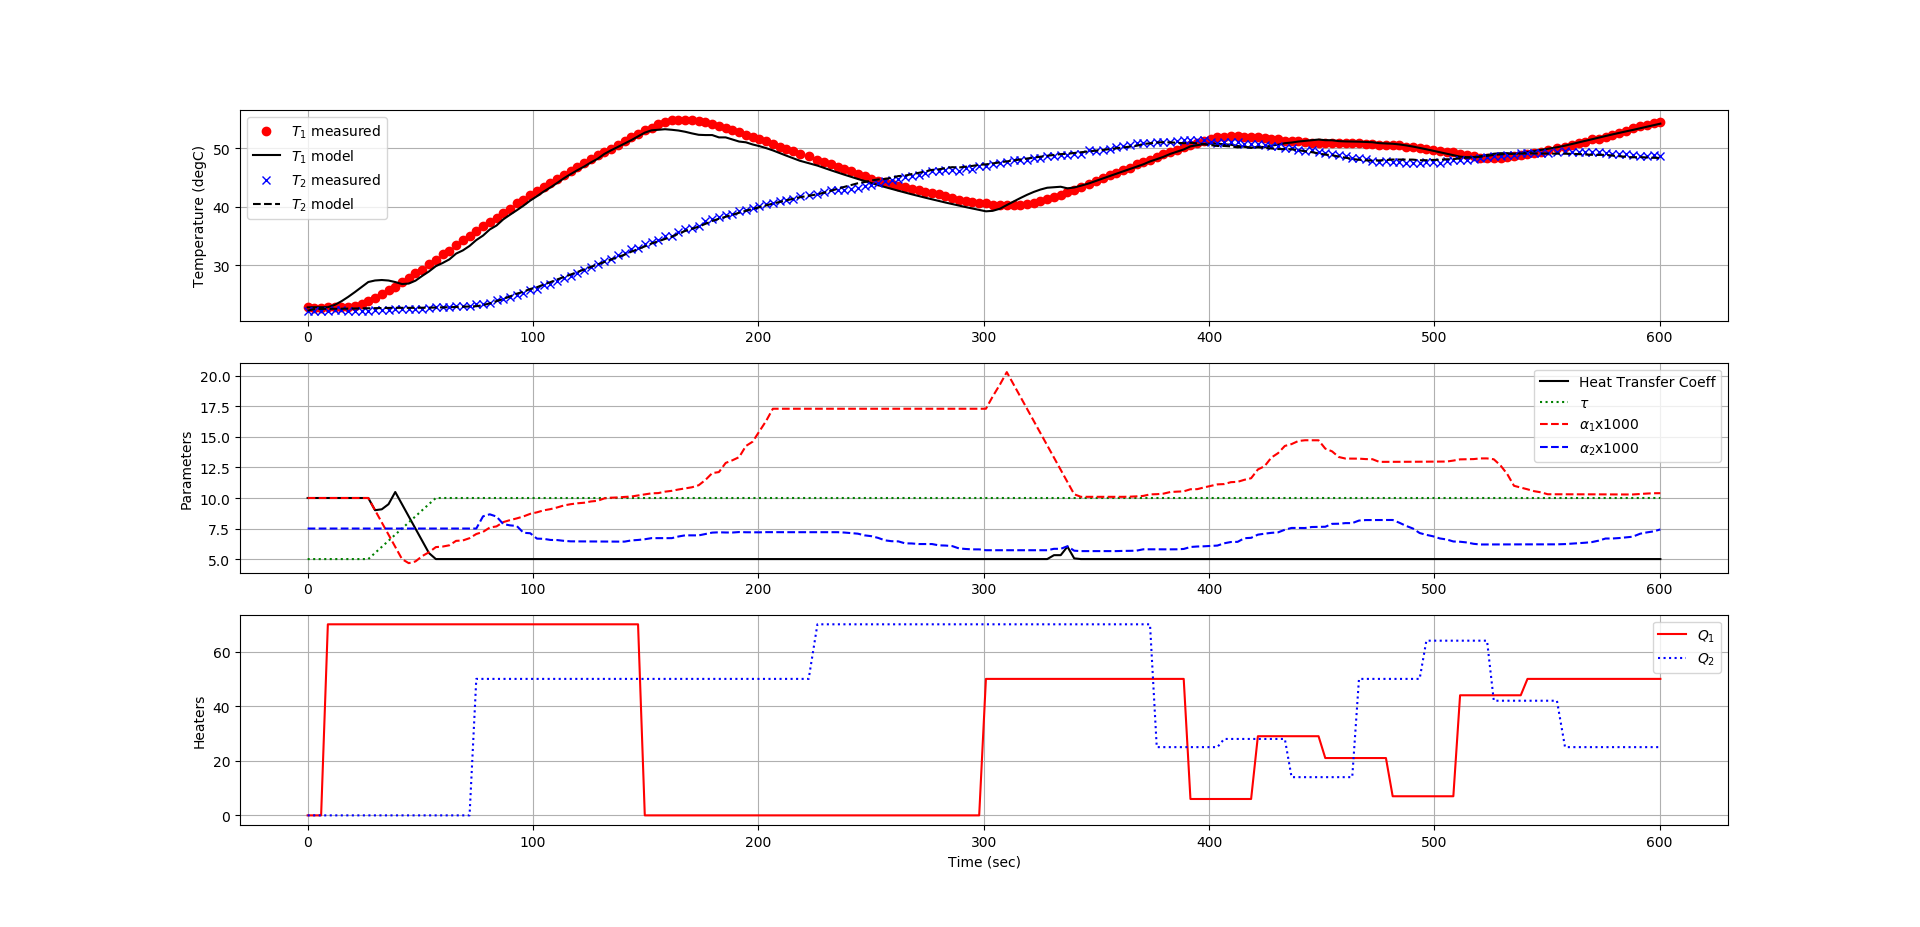 Temperature (degC)
50
40
30
T₁ measured
T₁ model
T₂ measured
T₂ model
0 100 200 300 400 500 600
Parameters
20.0
17.5
15.0
12.5
10.0
7.5
5.0
Heat Transfer Coeff
τ
α₁x1000
α₂x1000
0 100 200 300 400 500 600
Heaters
60
40
20
0
Q₁
Q₂
0 100 200 300 400 500 600
Time (sec)